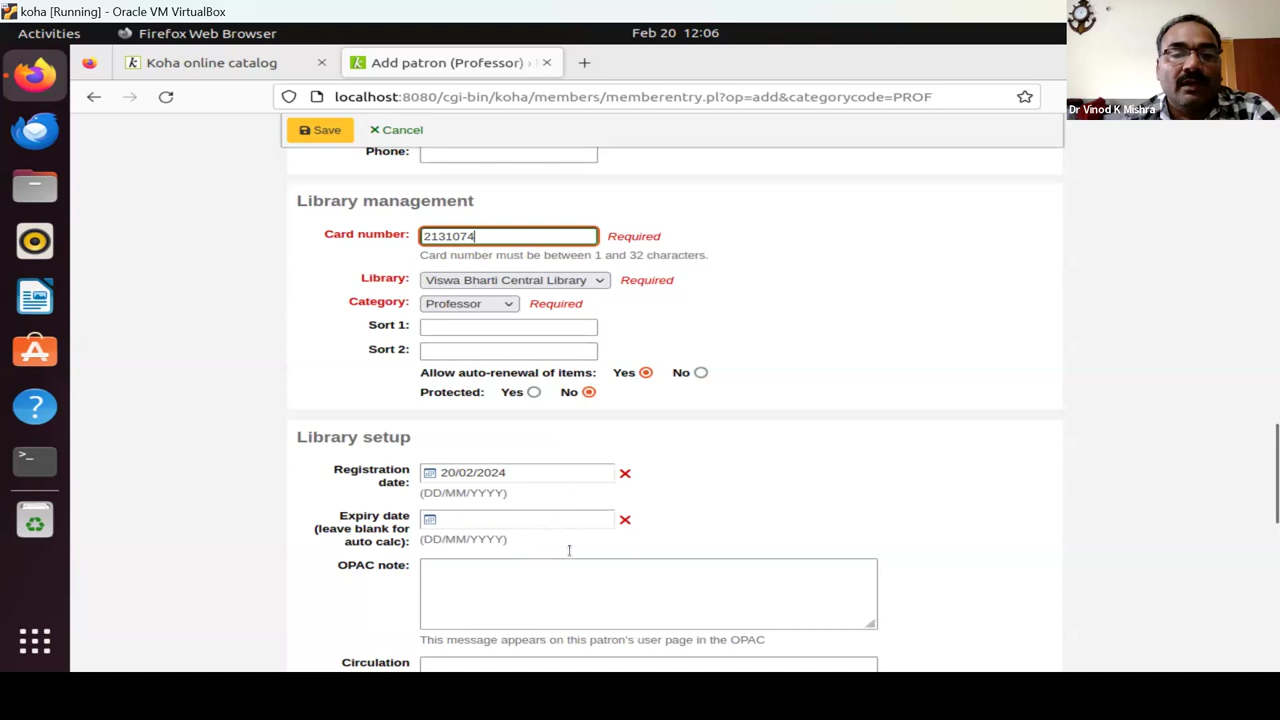 koha [Running] - Oracle VM VirtualBox
Activities Firefox Web Browser Feb 20 12:06
Koha online catalog × Add patron (Professor) › × +
localhost:8080/cgi-bin/koha/members/memberentry.pl?op=add&categorycode=PROF
Dr Vinod K Mishra
Save × Cancel
Phone:
Library management
Card number: 2131074 Required
Card number must be between 1 and 32 characters.
Library: Viswa Bharti Central Library Required
Category: Professor Required
Sort 1:
Sort 2:
Allow auto-renewal of items: Yes No
Protected: Yes No
Library setup
Registration date: 20/02/2024
(DD/MM/YYYY)
Expiry date (leave blank for auto calc):
(DD/MM/YYYY)
OPAC note:
This message appears on this patron's user page in the OPAC
Circulation